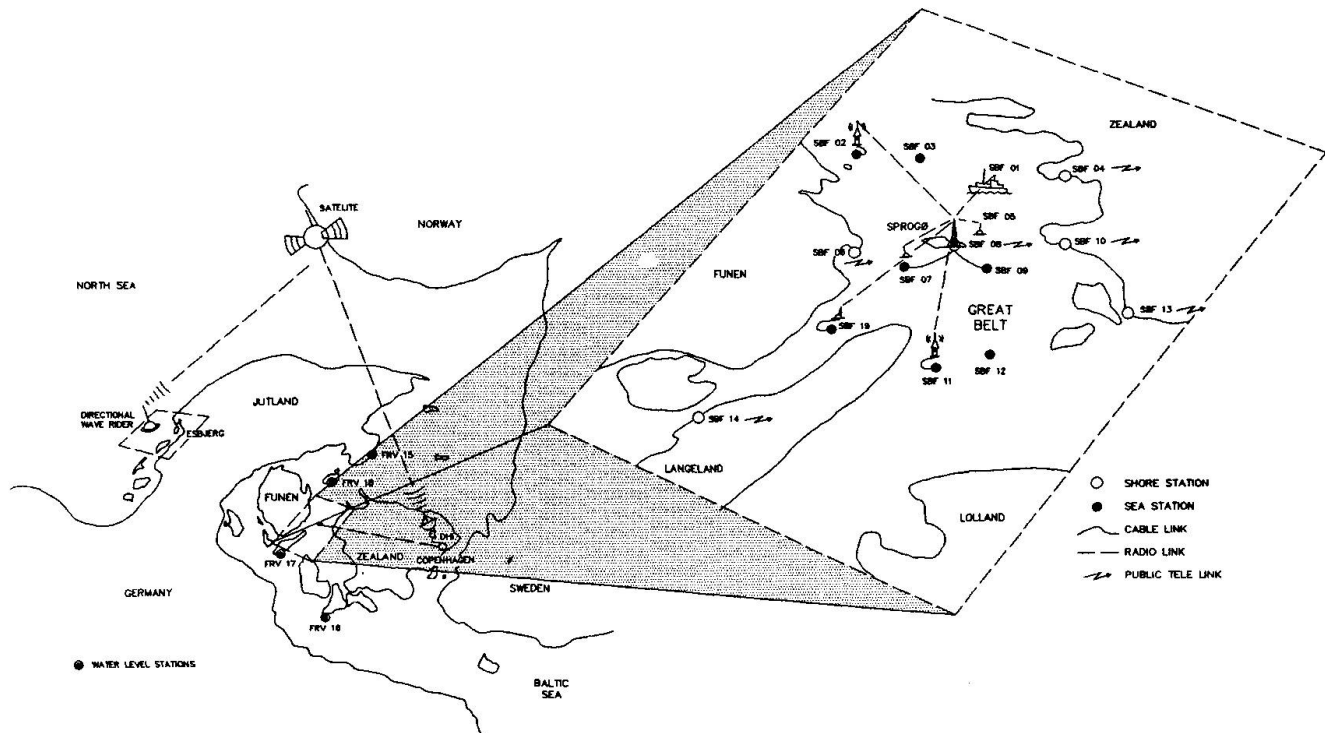 SATELITE
NORWAY
NORTH SEA
JUTLAND
DIRECTIONAL
WAVE RIDER
ESBJERG
FRV 15
FRV 18
FUNEN
DHI
ZEALAND
COPENHAGEN
FRV 17
GERMANY
SWEDEN
FRV 16
WATER LEVEL STATIONS
BALTIC
SEA
ZEALAND
SBF 02
SBF 03
SBF 01
SBF 04
SBF 05
SPROGØ
SBF 06
SBF 08
SBF 10
FUNEN
SBF 07
SBF 09
GREAT
BELT
SBF 13
SBF 19
SBF 11
SBF 12
SBF 14
LANGELAND
LOLLAND
SHORE STATION
SEA STATION
CABLE LINK
RADIO LINK
PUBLIC TELE LINK